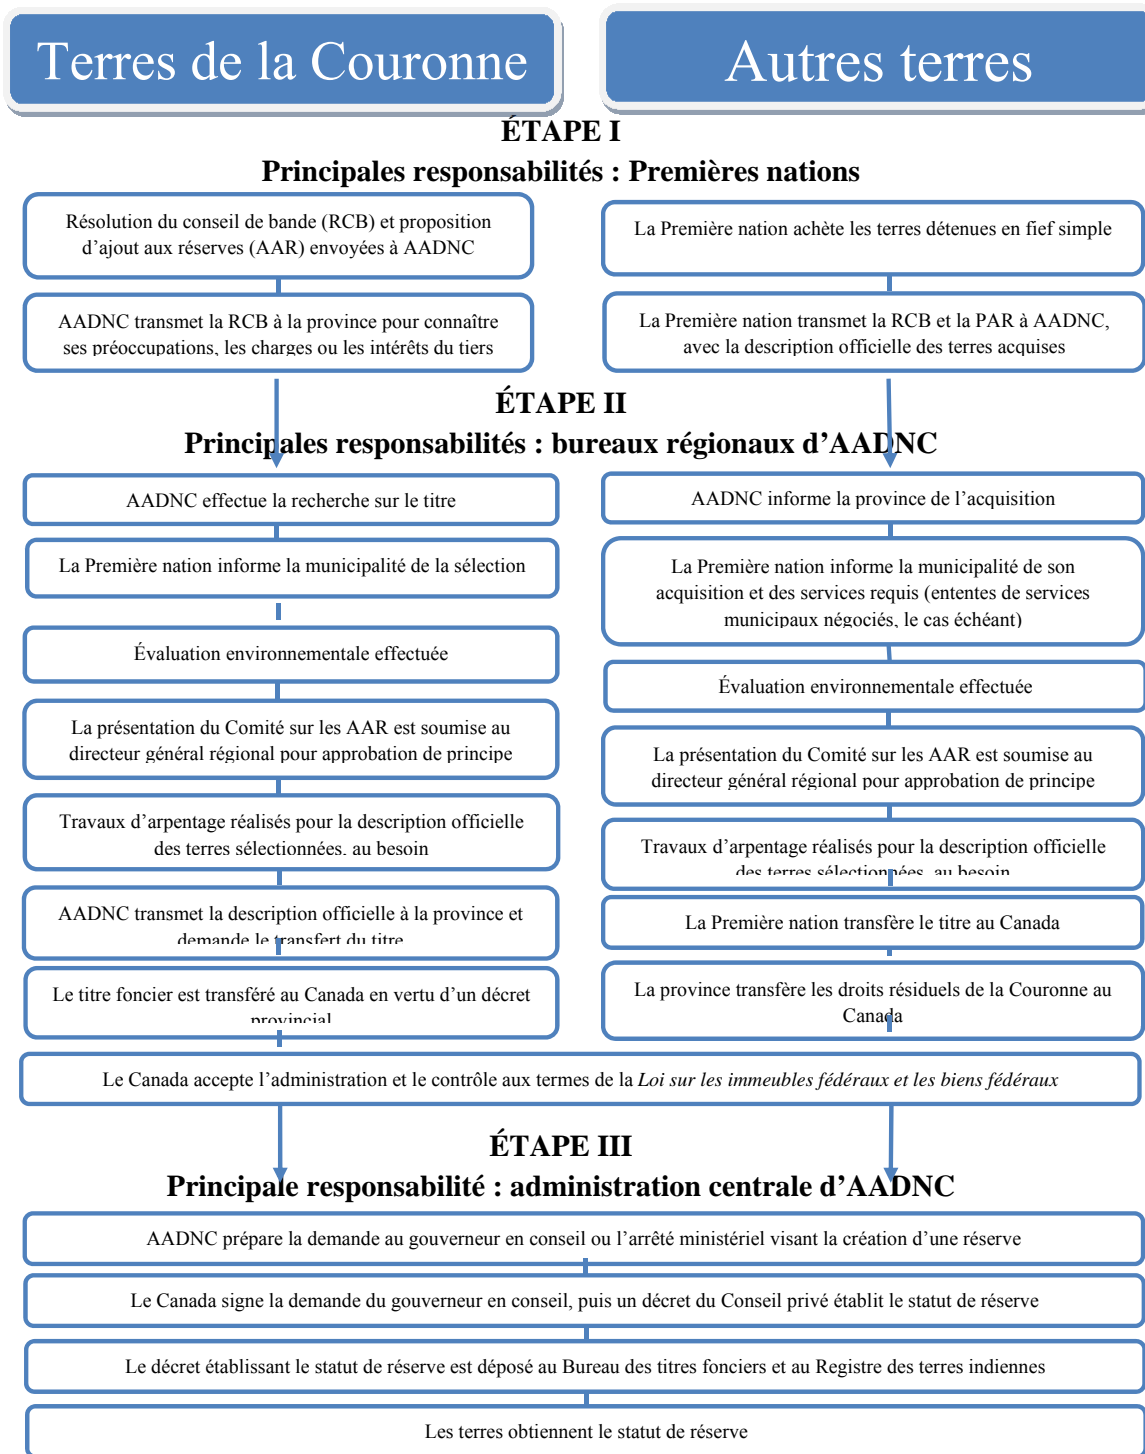 Terres de la Couronne
Autres terres
ÉTAPE I
Principales responsabilités : Premières nations
Résolution du conseil de bande (RCB) et proposition
d’ajout aux réserves (AAR) envoyées à AADNC
AADNC transmet la RCB à la province pour connaître
ses préoccupations, les charges ou les intérêts du tiers
La Première nation achète les terres détenues en fief simple
La Première nation transmet la RCB et la PAR à AADNC,
avec la description officielle des terres acquises
ÉTAPE II
Principales responsabilités : bureaux régionaux d’AADNC
AADNC effectue la recherche sur le titre
La Première nation informe la municipalité de la sélection
Évaluation environnementale effectuée
La présentation du Comité sur les AAR est soumise au
directeur général régional pour approbation de principe
Travaux d’arpentage réalisés pour la description officielle
des terres sélectionnées, au besoin
AADNC transmet la description officielle à la province et
demande le transfert du titre
Le titre foncier est transféré au Canada en vertu d’un décret
provincial
AADNC informe la province de l’acquisition
La Première nation informe la municipalité de son
acquisition et des services requis (ententes de services
municipaux négociés, le cas échéant)
Évaluation environnementale effectuée
La présentation du Comité sur les AAR est soumise au
directeur général régional pour approbation de principe
Travaux d’arpentage réalisés pour la description officielle
des terres sélectionnées, au besoin
La Première nation transfère le titre au Canada
La province transfère les droits résiduels de la Couronne au
Canada
Le Canada accepte l’administration et le contrôle aux termes de la Loi sur les immeubles fédéraux et les biens fédéraux
ÉTAPE III
Principale responsabilité : administration centrale d’AADNC
AADNC prépare la demande au gouverneur en conseil ou l’arrêté ministériel visant la création d’une réserve
Le Canada signe la demande du gouverneur en conseil, puis un décret du Conseil privé établit le statut de réserve
Le décret établissant le statut de réserve est déposé au Bureau des titres fonciers et au Registre des terres indiennes
Les terres obtiennent le statut de réserve